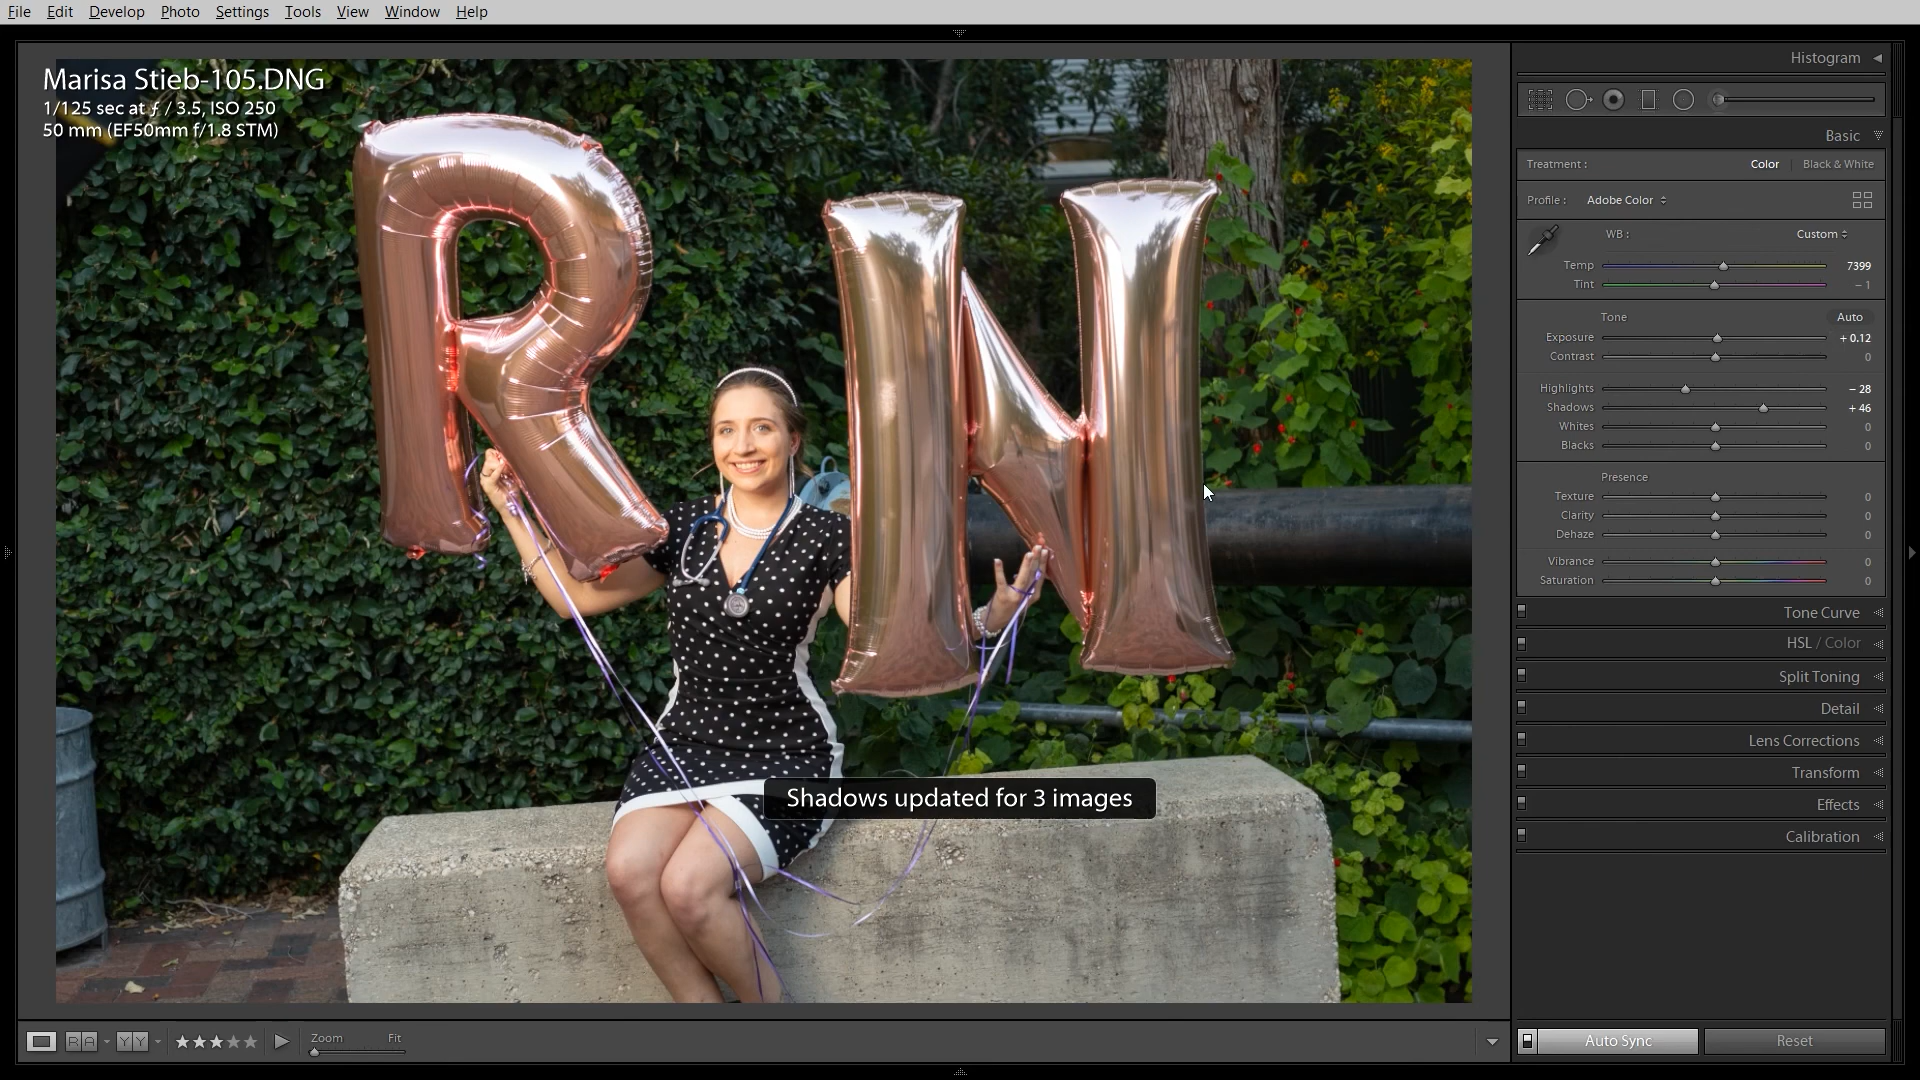 File Edit Develop Photo Settings Tools View Window Help
Marisa Stieb-105.DNG
1/125 sec at ƒ / 3.5, ISO 250
50 mm (EF50mm f/1.8 STM)
R N
Shadows updated for 3 images
Histogram
Basic
Treatment : Color | Black & White
Profile : Adobe Color
WB : Custom
Temp 7399
Tint – 1
Tone Auto
Exposure + 0.12
Contrast 0
Highlights – 28
Shadows + 46
Whites 0
Blacks 0
Presence
Texture 0
Clarity 0
Dehaze 0
Vibrance 0
Saturation 0
Tone Curve
HSL / Color
Split Toning
Detail
Lens Corrections
Transform
Effects
Calibration
R A Y Y Zoom Fit
Auto Sync Reset